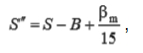 S'' = S − B + β_m/15 ,